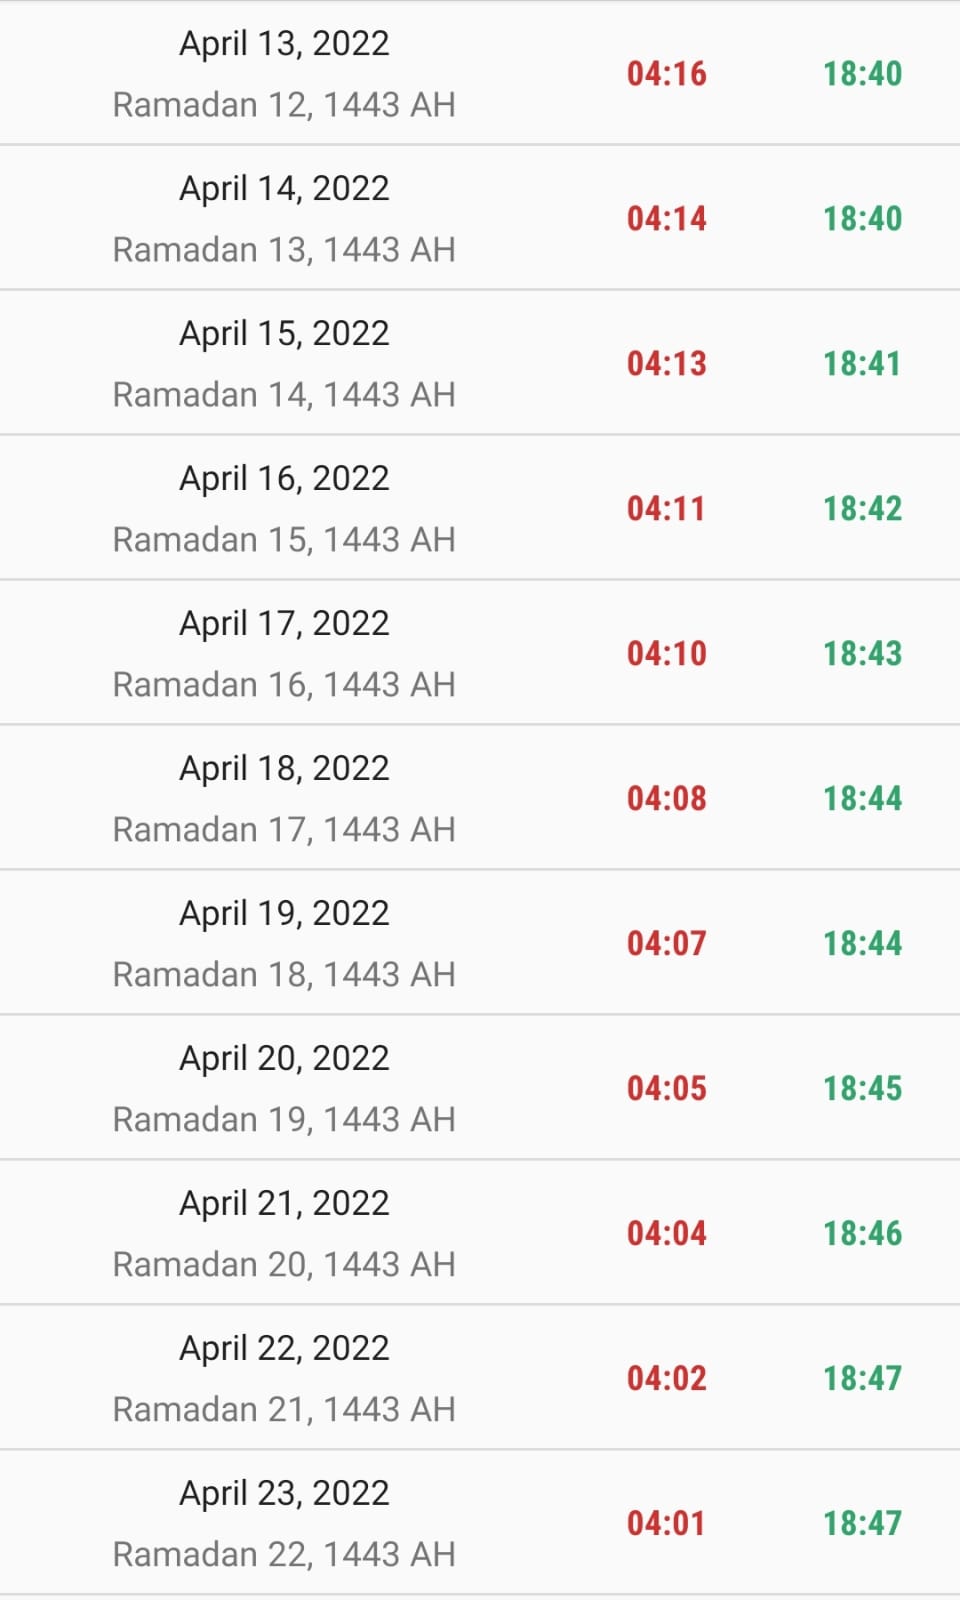 April 13, 2022
Ramadan 12, 1443 AH
04:16
18:40
April 14, 2022
Ramadan 13, 1443 AH
04:14
18:40
April 15, 2022
Ramadan 14, 1443 AH
04:13
18:41
April 16, 2022
Ramadan 15, 1443 AH
04:11
18:42
April 17, 2022
Ramadan 16, 1443 AH
04:10
18:43
April 18, 2022
Ramadan 17, 1443 AH
04:08
18:44
April 19, 2022
Ramadan 18, 1443 AH
04:07
18:44
April 20, 2022
Ramadan 19, 1443 AH
04:05
18:45
April 21, 2022
Ramadan 20, 1443 AH
04:04
18:46
April 22, 2022
Ramadan 21, 1443 AH
04:02
18:47
April 23, 2022
Ramadan 22, 1443 AH
04:01
18:47